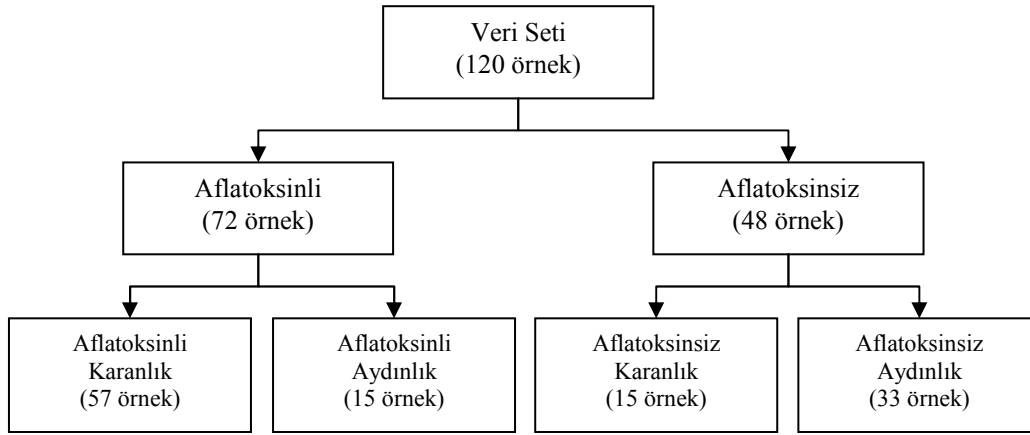 Veri Seti
(120 örnek)
Aflatoksinli
(72 örnek)
Aflatoksinsiz
(48 örnek)
Aflatoksinli
Karanlık
(57 örnek)
Aflatoksinli
Aydınlık
(15 örnek)
Aflatoksinsiz
Karanlık
(15 örnek)
Aflatoksinsiz
Aydınlık
(33 örnek)